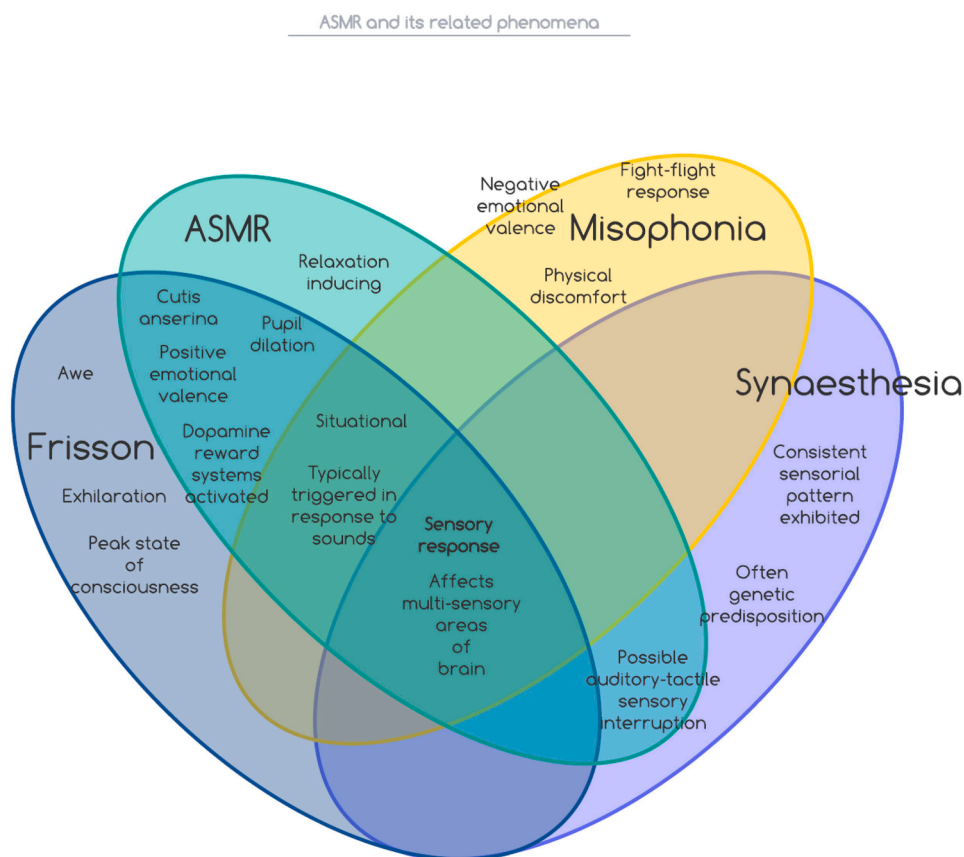 ASMR and its related phenomena
Fight-flight
response
Negative
emotional
valence
Misophonia
ASMR
Relaxation
inducing
Physical
discomfort
Cutis
anserina
Pupil
dilation
Positive
emotional
valence
Awe
Synaesthesia
Situational
Dopamine
reward
systems
activated
Frisson
Consistent
sensorial
pattern
exhibited
Typically
triggered in
response to
sounds
Exhilaration
Sensory
response
Peak state
of
consciousness
Affects
multi-sensory
areas
of
brain
Often
genetic
predisposition
Possible
auditory-tactile
sensory
interruption